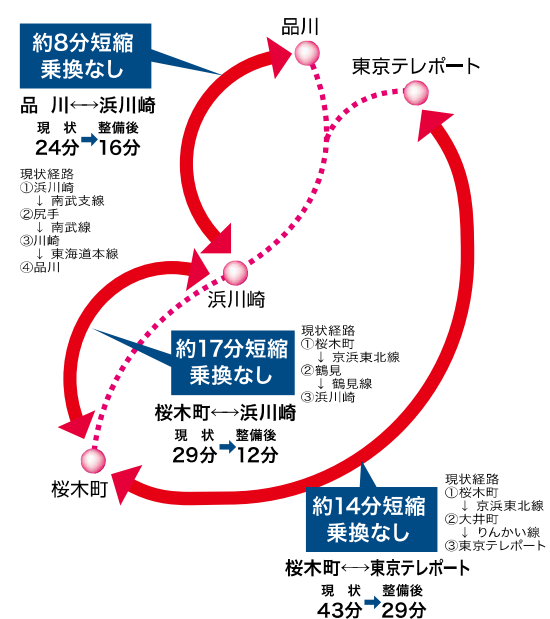 品川
約8分短縮
乗換なし
東京テレポート
品 川←→浜川崎
現 状 整備後
24分➡16分
現状経路
①浜川崎
↓ 南武支線
②尻手
↓ 南武線
③川崎
↓ 東海道本線
④品川
浜川崎
約17分短縮
乗換なし
現状経路
①桜木町
↓ 京浜東北線
②鶴見
↓ 鶴見線
③浜川崎
桜木町←→浜川崎
現 状 整備後
29分➡12分
桜木町
約14分短縮
乗換なし
現状経路
①桜木町
↓ 京浜東北線
②大井町
↓ りんかい線
③東京テレポート
桜木町←→東京テレポート
現 状 整備後
43分➡29分